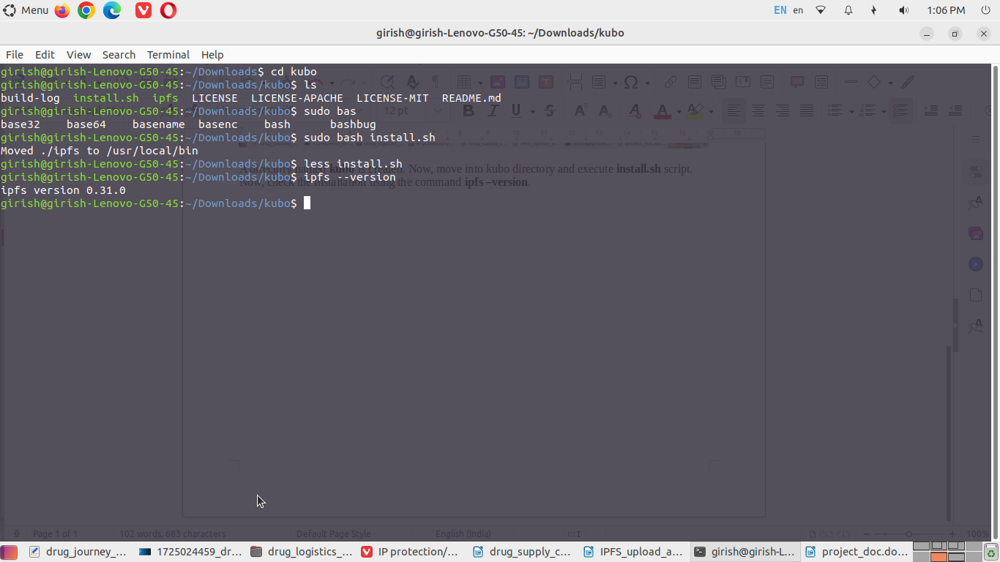 Menu
EN en 1:06 PM
girish@girish-Lenovo-G50-45: ~/Downloads/kubo
File Edit View Search Terminal Help
girish@girish-Lenovo-G50-45:~/Downloads$ cd kubo
girish@girish-Lenovo-G50-45:~/Downloads/kubo$ ls
build-log install.sh ipfs LICENSE LICENSE-APACHE LICENSE-MIT README.md
girish@girish-Lenovo-G50-45:~/Downloads/kubo$ sudo bas
12 pt
base32 base64 basename basenc bash bashbug
girish@girish-Lenovo-G50-45:~/Downloads/kubo$ sudo bash install.sh
Moved ./ipfs to /usr/local/bin
girish@girish-Lenovo-G50-45:~/Downloads/kubo$ less install.sh
A directory named kubo is created. Now, move into kubo directory and execute install.sh script.
girish@girish-Lenovo-G50-45:~/Downloads/kubo$ ipfs --version
Now, check the installation using the command ipfs –version.
ipfs version 0.31.0
girish@girish-Lenovo-G50-45:~/Downloads/kubo$
Page 1 of 1 102 words, 683 characters Default Page Style English (India) 100%
drug_journey_... 1725024459_dr... drug_logistics_... IP protection/... drug_supply_c... IPFS_upload_a... girish@girish-L... project_doc.do...